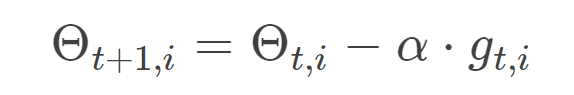 Θ_{t+1,i} = Θ_{t,i} − α · g_{t,i}